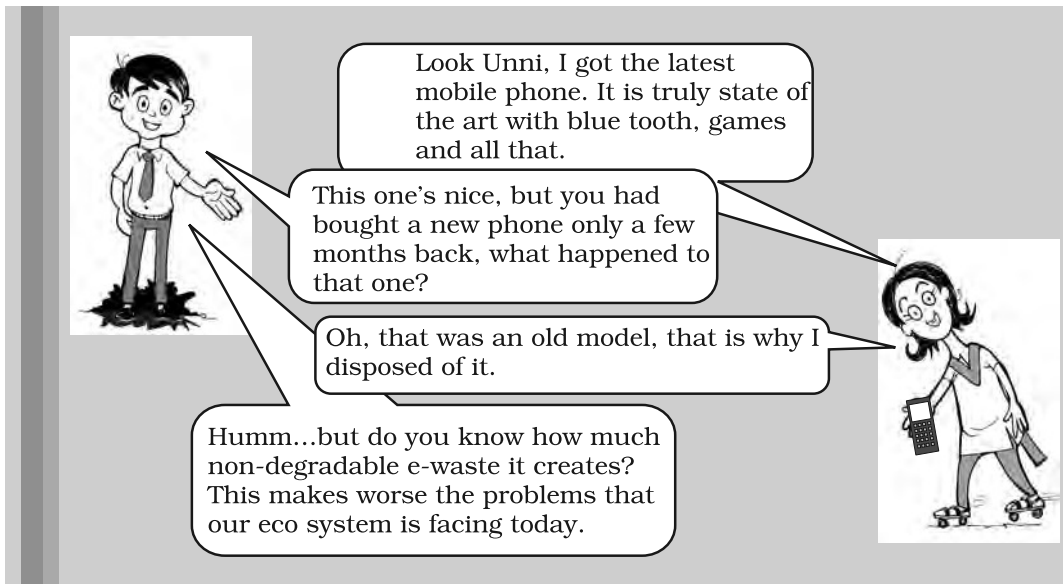 Look Unni, I got the latest
mobile phone. It is truly state of
the art with blue tooth, games
and all that.
This one's nice, but you had
bought a new phone only a few
months back, what happened to
that one?
Oh, that was an old model, that is why I
disposed of it.
Humm...but do you know how much
non-degradable e-waste it creates?
This makes worse the problems that
our eco system is facing today.